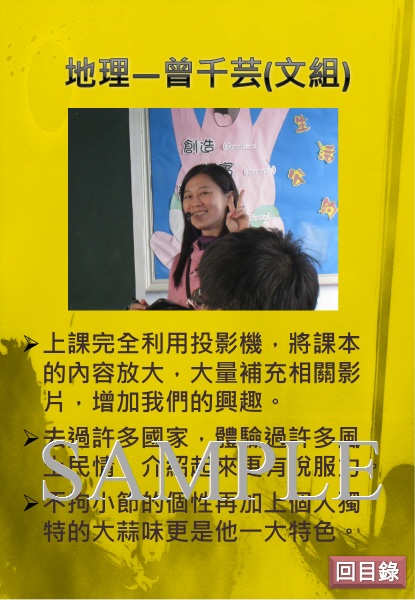 地理—曾千芸(文組)
創造
➢上課完全利用投影機，將課本
的內容放大，大量補充相關影
片，增加我們的興趣。
➢去過許多國家，體驗過許多風
土民情，介紹起來更有說服力
SAMPLE
➢不拘小節的個性再加上個人獨
特的大蒜味更是他一大特色。
回目錄